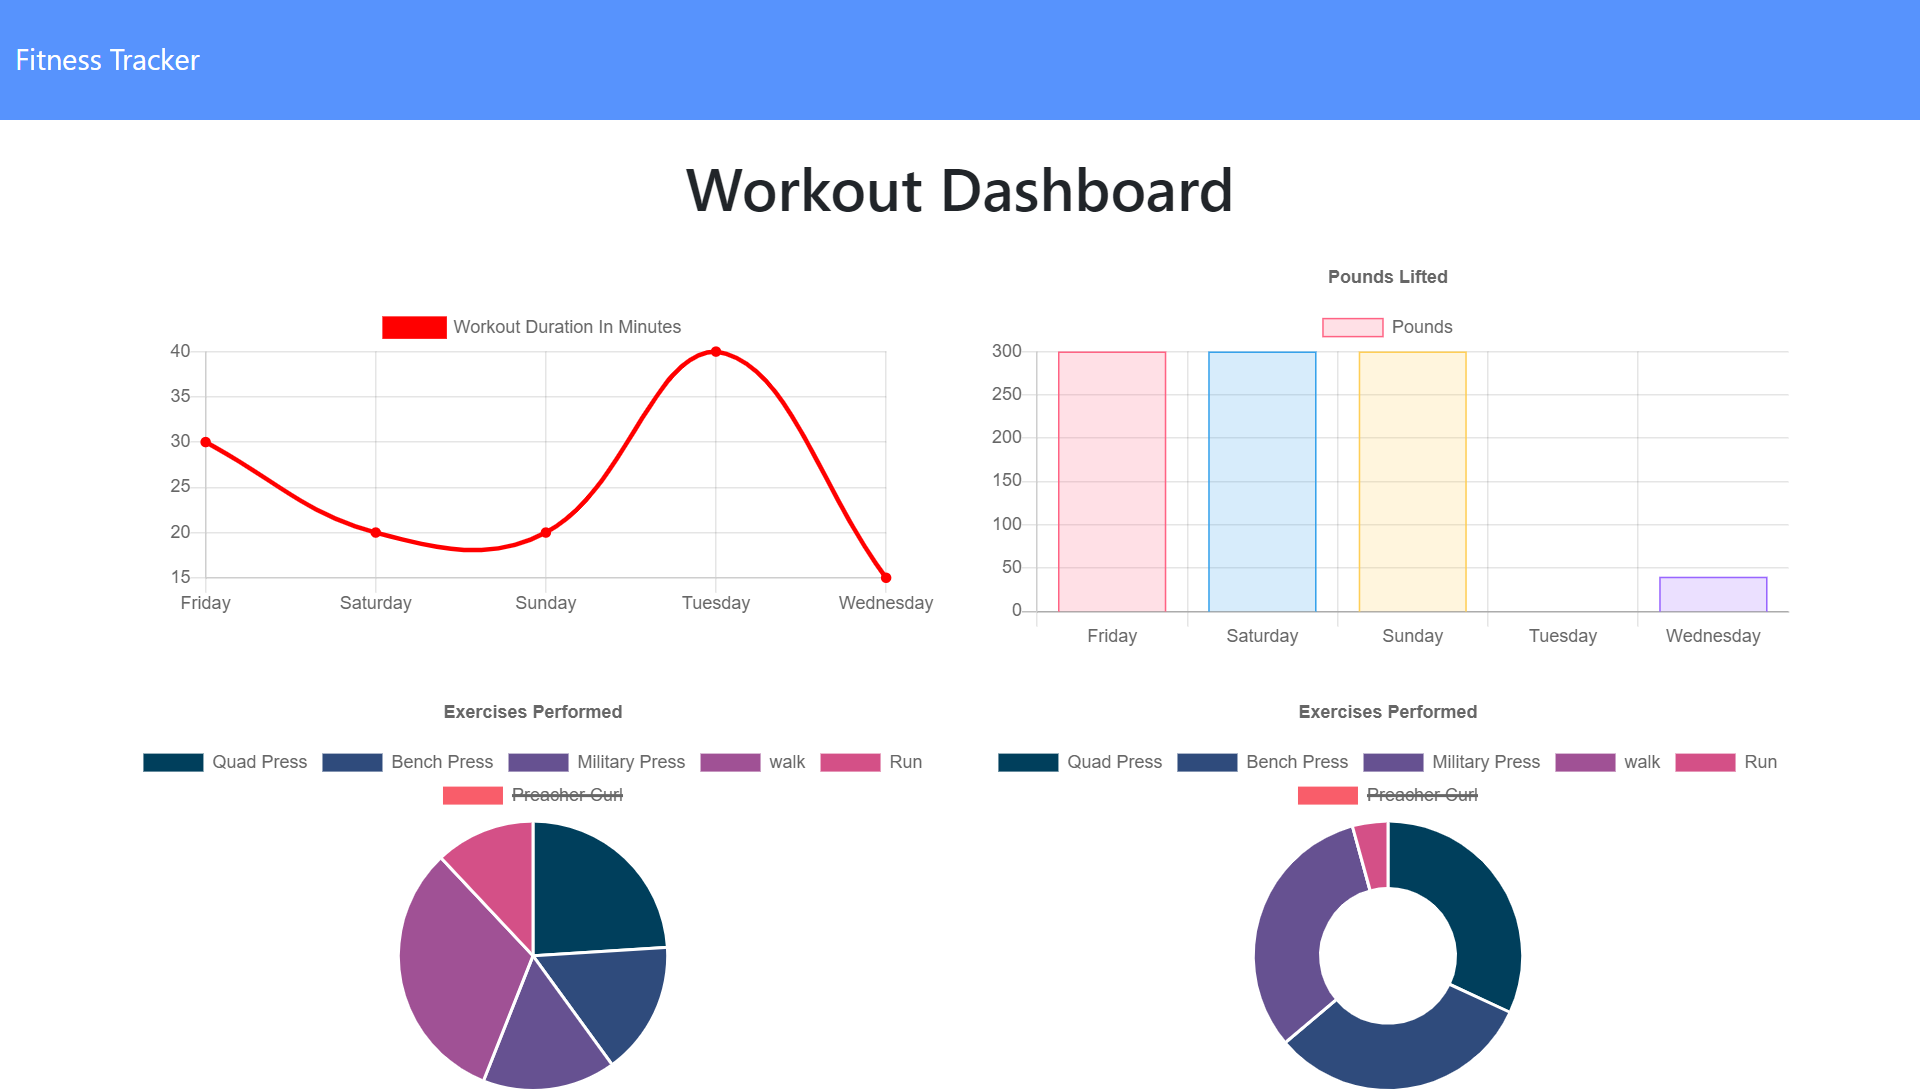 Fitness Tracker
Workout Dashboard
Workout Duration In Minutes
40
35
30
25
20
15
Friday Saturday Sunday Tuesday Wednesday
Pounds Lifted
Pounds
300
250
200
150
100
50
0
Friday Saturday Sunday Tuesday Wednesday
Exercises Performed
Quad Press Bench Press Military Press walk Run
Preacher Curl
Exercises Performed
Quad Press Bench Press Military Press walk Run
Preacher Curl